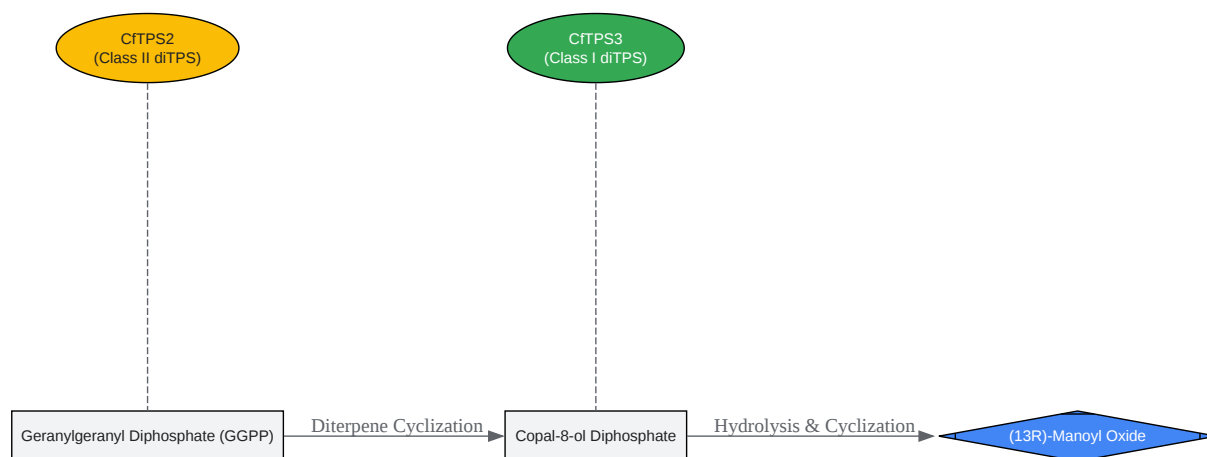 CfTPS2
(Class II diTPS)
CfTPS3
(Class I diTPS)
Geranylgeranyl Diphosphate (GGPP)
Diterpene Cyclization
Copal-8-ol Diphosphate
Hydrolysis & Cyclization
(13R)-Manoyl Oxide